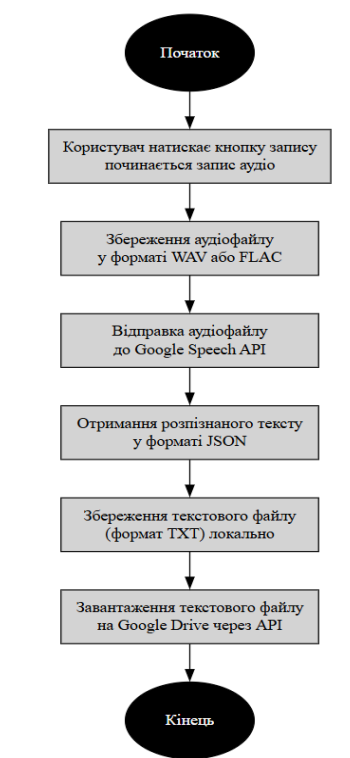 Початок
Користувач натискає кнопку запису
починається запис аудіо
Збереження аудіофайлу
у форматі WAV або FLAC
Відправка аудіофайлу
до Google Speech API
Отримання розпізнаного тексту
у форматі JSON
Збереження текстового файлу
(формат TXT) локально
Завантаження текстового файлу
на Google Drive через API
Кінець